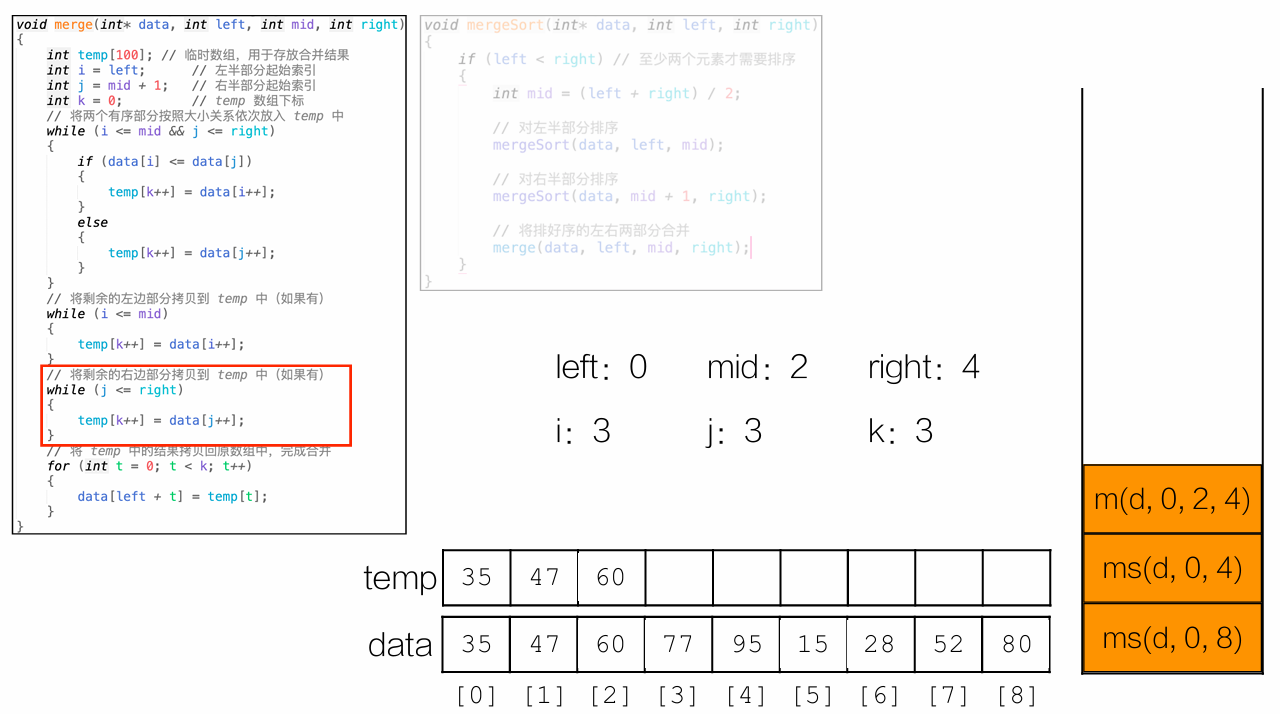 void merge(int* data, int left, int mid, int right)
{
    int temp[100]; // 临时数组，用于存放合并结果
    int i = left;      // 左半部分起始索引
    int j = mid + 1;   // 右半部分起始索引
    int k = 0;         // temp 数组下标
    // 将两个有序部分按照大小关系依次放入 temp 中
    while (i <= mid && j <= right)
    {
        if (data[i] <= data[j])
        {
            temp[k++] = data[i++];
        }
        else
        {
            temp[k++] = data[j++];
        }
    }
    // 将剩余的左边部分拷贝到 temp 中（如果有）
    while (i <= mid)
    {
        temp[k++] = data[i++];
    }
    // 将剩余的右边部分拷贝到 temp 中（如果有）
    while (j <= right)
    {
        temp[k++] = data[j++];
    }
    // 将 temp 中的结果拷贝回原数组中，完成合并
    for (int t = 0; t < k; t++)
    {
        data[left + t] = temp[t];
    }
}
void mergeSort(int* data, int left, int right)
{
    if (left < right) // 至少两个元素才需要排序
    {
        int mid = (left + right) / 2;
        // 对左半部分排序
        mergeSort(data, left, mid);
        // 对右半部分排序
        mergeSort(data, mid + 1, right);
        // 将排好序的左右两部分合并
        merge(data, left, mid, right);
    }
}
left：0 mid：2 right：4
i：3 j：3 k：3
m(d, 0, 2, 4)
ms(d, 0, 4)
ms(d, 0, 8)
temp 35 47 60
data 35 47 60 77 95 15 28 52 80
[0] [1] [2] [3] [4] [5] [6] [7] [8]